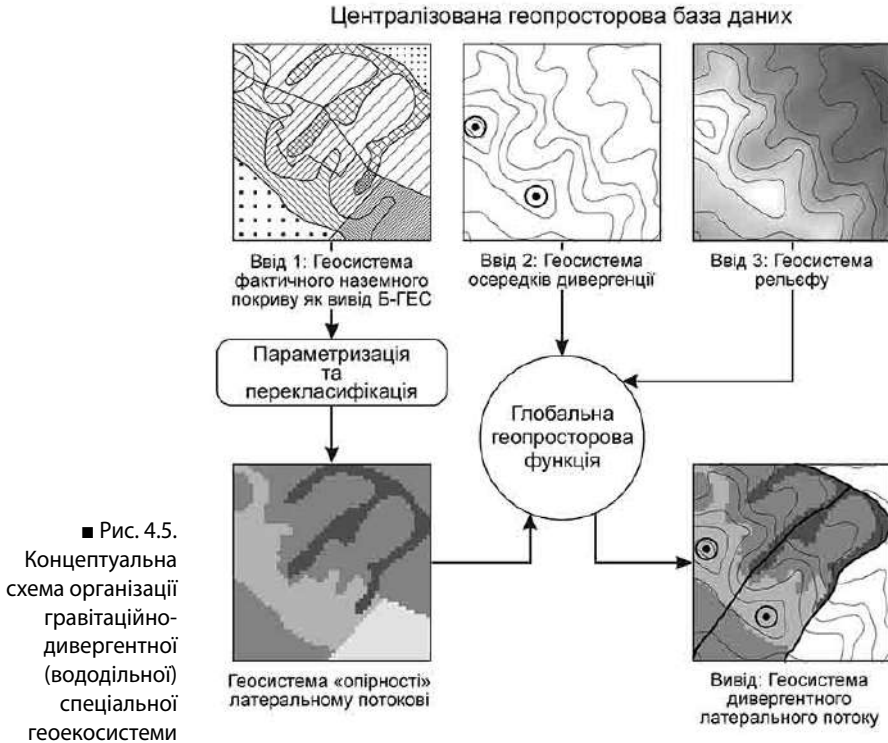 Централізована геопросторова база даних
Ввід 1: Геосистема
фактичного наземного
покриву як вивід Б-ГЕС
Ввід 2: Геосистема
осередків дивергенції
Ввід 3: Геосистема
рельєфу
Параметризація
та
перекласифікація
Глобальна
геопросторова
функція
Геосистема «опірності»
латеральному потокові
Вивід: Геосистема
дивергентного
латерального потоку
■ Рис. 4.5.
Концептуальна
схема організації
гравітаційно-
дивергентної
(вододільної)
спеціальної
геоекосистеми